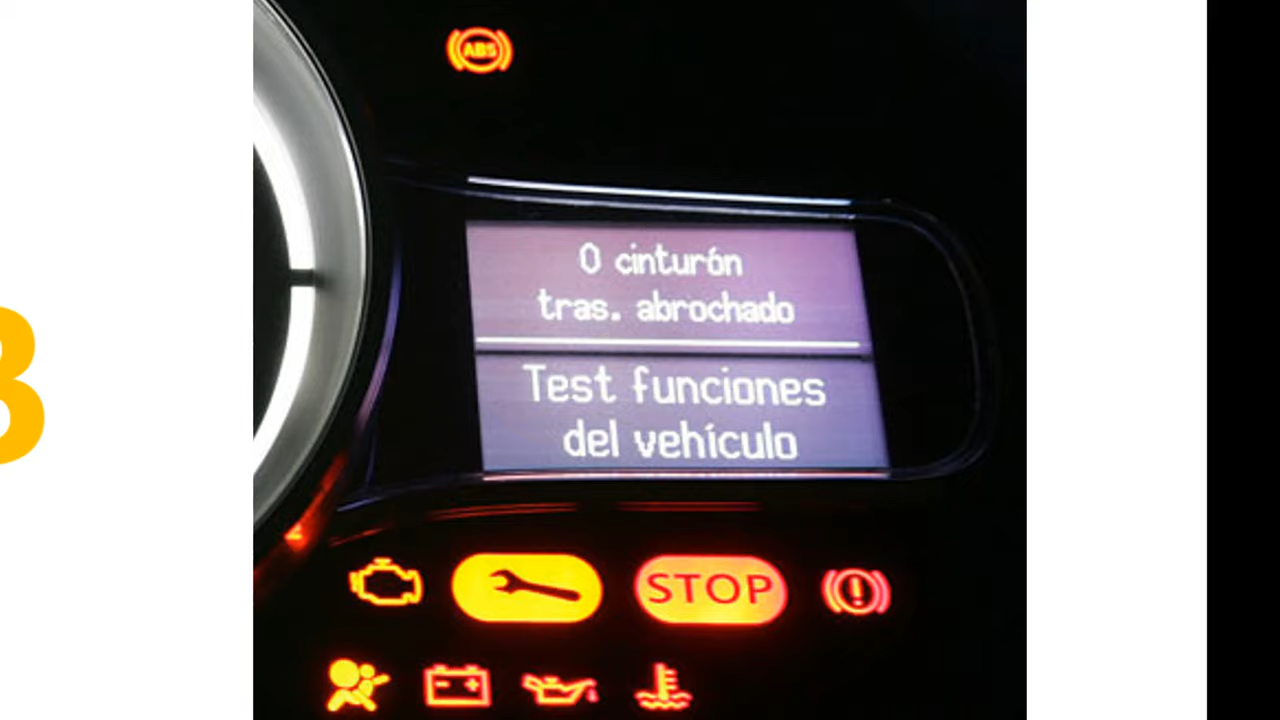 ABS
0 cinturón
tras. abrochado
Test funciones
del vehículo
STOP